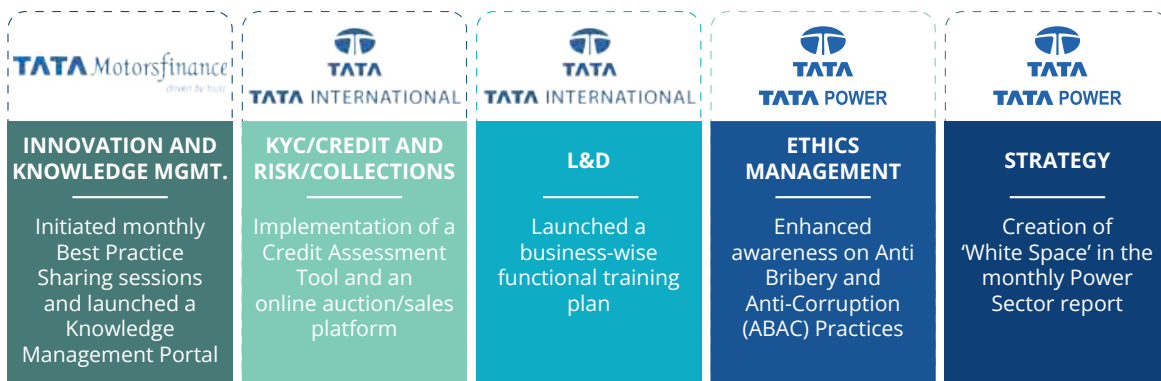 TATA Motorsfinance
driven by trust
INNOVATION AND
KNOWLEDGE MGMT.
Initiated monthly
Best Practice
Sharing sessions
and launched a
Knowledge
Management Portal
TATA
TATA INTERNATIONAL
KYC/CREDIT AND
RISK/COLLECTIONS
Implementation of a
Credit Assessment
Tool and an
online auction/sales
platform
TATA
TATA INTERNATIONAL
L&D
Launched a
business-wise
functional training
plan
TATA
TATA POWER
ETHICS
MANAGEMENT
Enhanced
awareness on Anti
Bribery and
Anti-Corruption
(ABAC) Practices
TATA
TATA POWER
STRATEGY
Creation of
‘White Space’ in the
monthly Power
Sector report